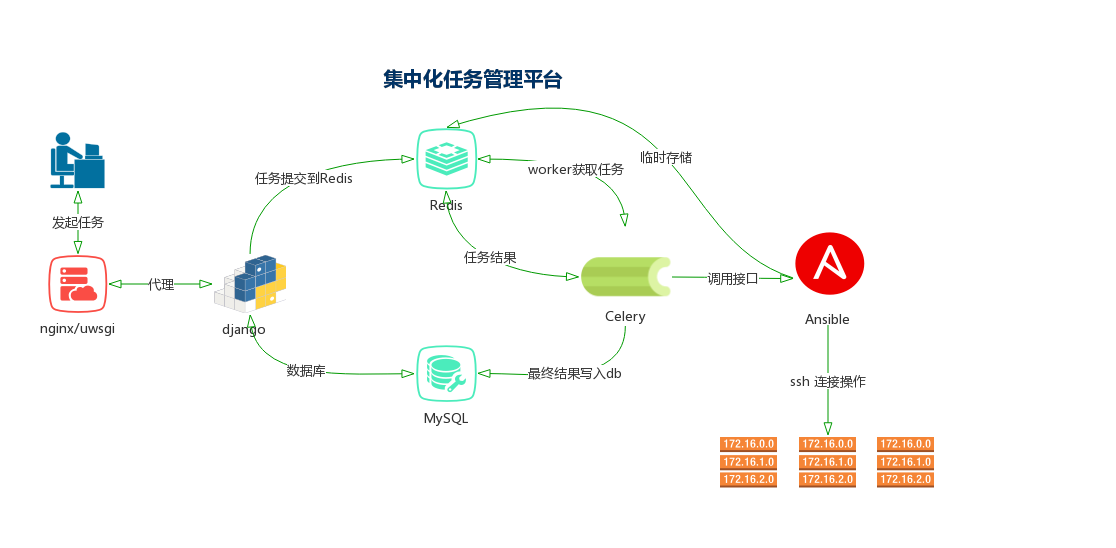 集中化任务管理平台
临时存储
worker获取任务
任务提交到Redis
Redis
发起任务
任务结果
代理
调用接口
Celery
Ansible
nginx/uwsgi
django
数据库
最终结果写入db
ssh 连接操作
MySQL
172.16.0.0 172.16.0.0 172.16.0.0
172.16.1.0 172.16.1.0 172.16.1.0
172.16.2.0 172.16.2.0 172.16.2.0